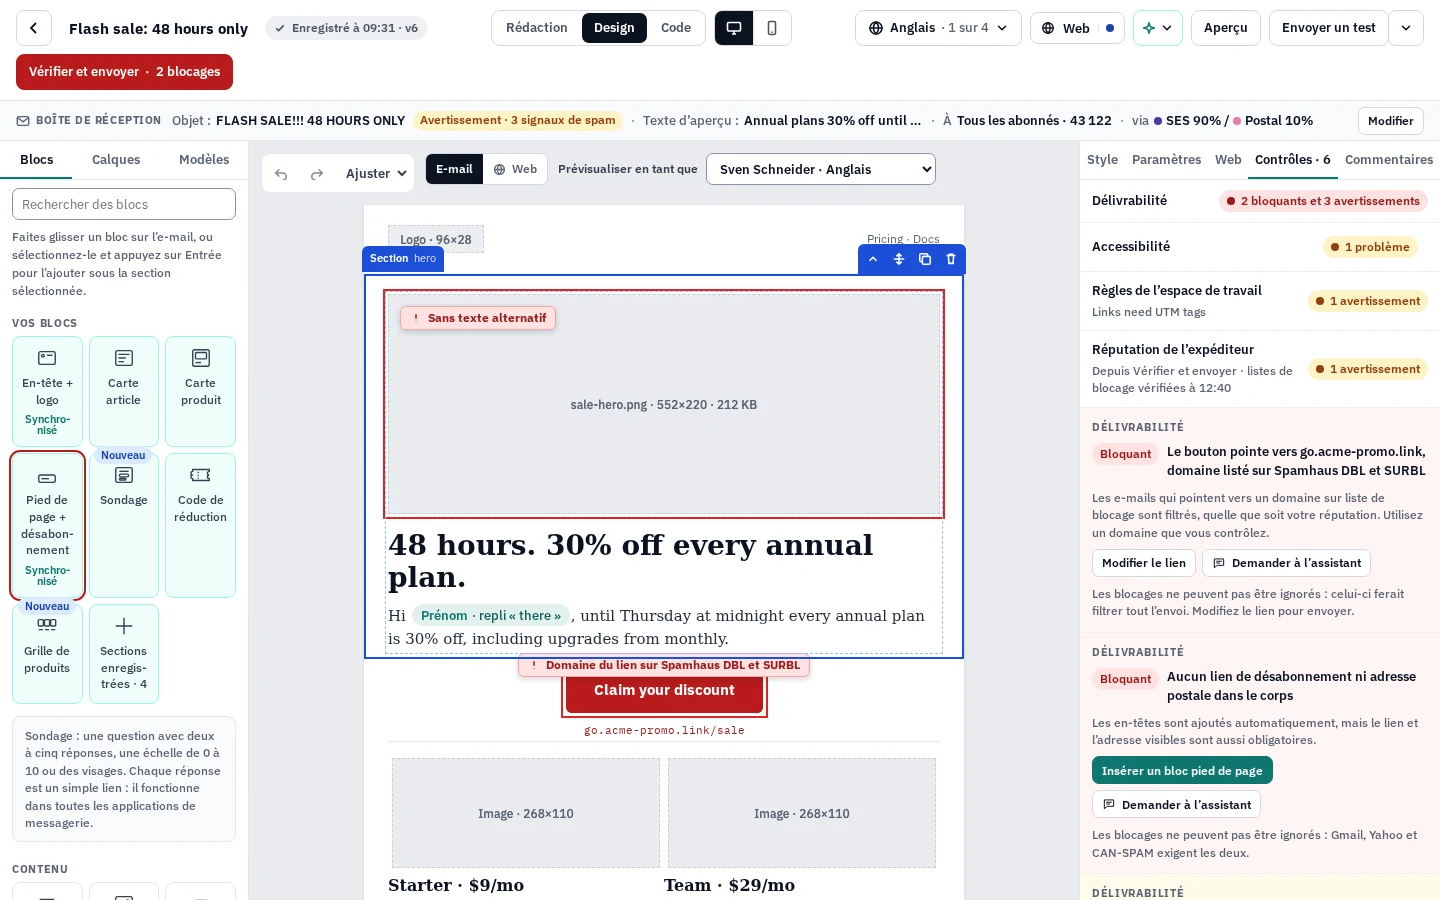 Flash sale: 48 hours only
Enregistré à 09:31 · v6
Rédaction
Design
Code
Anglais · 1 sur 4
Web
Aperçu
Envoyer un test
Vérifier et envoyer · 2 blocages
BOÎTE DE RÉCEPTION
Objet : FLASH SALE!!! 48 HOURS ONLY
Avertissement · 3 signaux de spam
· Texte d’aperçu : Annual plans 30% off until …
· À Tous les abonnés · 43 122
· via SES 90% / Postal 10%
Modifier
Blocs
Calques
Modèles
Rechercher des blocs
Faites glisser un bloc sur l’e-mail, ou
sélectionnez-le et appuyez sur Entrée
pour l’ajouter sous la section
sélectionnée.
VOS BLOCS
En-tête +
logo
Synchro-
nisé
Carte
article
Carte
produit
Pied de
page +
désabon-
nement
Synchro-
nisé
Nouveau
Sondage
Code de
réduction
Nouveau
Grille de
produits
Sections
enregis-
trées · 4
Sondage : une question avec deux
à cinq réponses, une échelle de 0 à
10 ou des visages. Chaque réponse
est un simple lien : il fonctionne
dans toutes les applications de
messagerie.
CONTENU
Ajuster
E-mail
Web
Prévisualiser en tant que
Sven Schneider · Anglais
Logo · 96×28
Pricing · Docs
Section hero
Sans texte alternatif
sale-hero.png · 552×220 · 212 KB
48 hours. 30% off every annual
plan.
Hi Prénom · repli « there » , until Thursday at midnight every annual plan
is 30% off, including upgrades from monthly.
Domaine du lien sur Spamhaus DBL et SURBL
Claim your discount
go.acme-promo.link/sale
Image · 268×110
Image · 268×110
Starter · $9/mo
Team · $29/mo
Style
Paramètres
Web
Contrôles · 6
Commentaires
Délivrabilité
2 bloquants et 3 avertissements
Accessibilité
1 problème
Règles de l’espace de travail
Links need UTM tags
1 avertissement
Réputation de l’expéditeur
Depuis Vérifier et envoyer · listes de
blocage vérifiées à 12:40
1 avertissement
DÉLIVRABILITÉ
Bloquant
Le bouton pointe vers go.acme-promo.link,
domaine listé sur Spamhaus DBL et SURBL
Les e-mails qui pointent vers un domaine sur liste de
blocage sont filtrés, quelle que soit votre réputation. Utilisez
un domaine que vous contrôlez.
Modifier le lien
Demander à l’assistant
Les blocages ne peuvent pas être ignorés : celui-ci ferait
filtrer tout l’envoi. Modifiez le lien pour envoyer.
DÉLIVRABILITÉ
Bloquant
Aucun lien de désabonnement ni adresse
postale dans le corps
Les en-têtes sont ajoutés automatiquement, mais le lien et
l’adresse visibles sont aussi obligatoires.
Insérer un bloc pied de page
Demander à l’assistant
Les blocages ne peuvent pas être ignorés : Gmail, Yahoo et
CAN-SPAM exigent les deux.
DÉLIVRABILITÉ